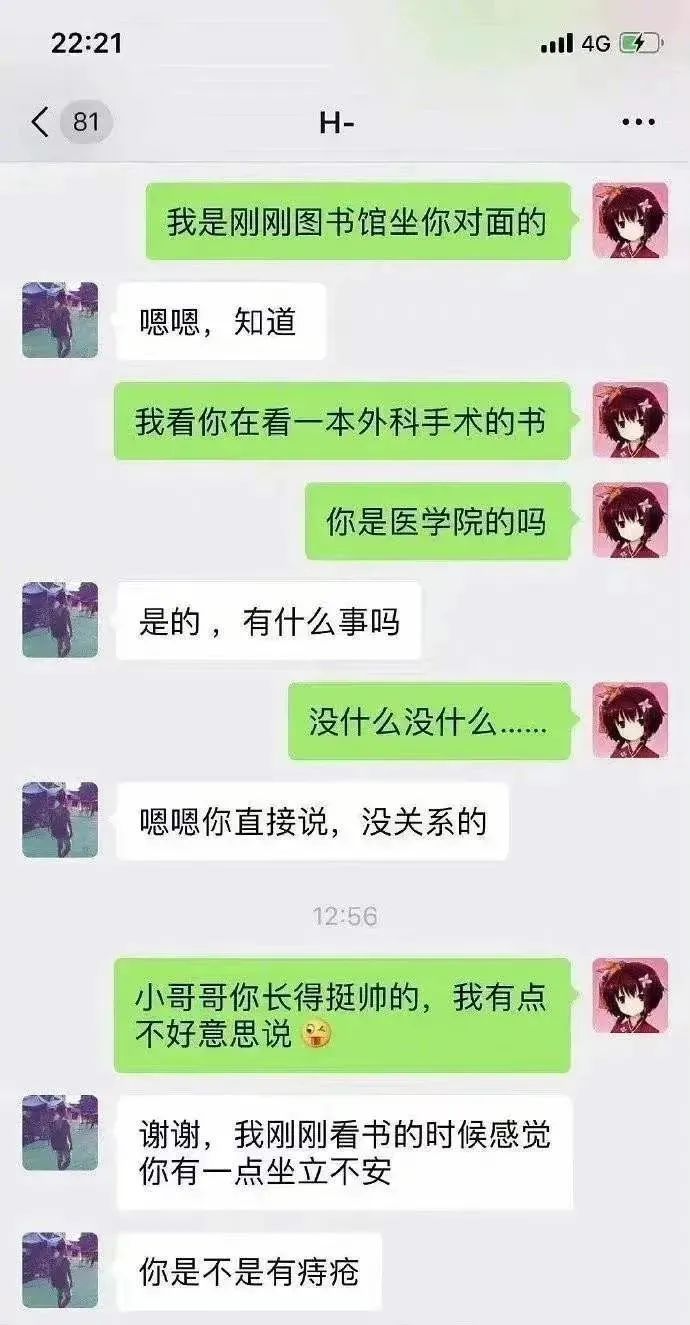 22:21
4G
81
H-
我是刚刚图书馆坐你对面的
嗯嗯，知道
我看你在看一本外科手术的书
你是医学院的吗
是的 ，有什么事吗
没什么没什么……
嗯嗯你直接说，没关系的
12:56
小哥哥你长得挺帅的，我有点
不好意思说😜
谢谢，我刚刚看书的时候感觉
你有一点坐立不安
你是不是有痔疮